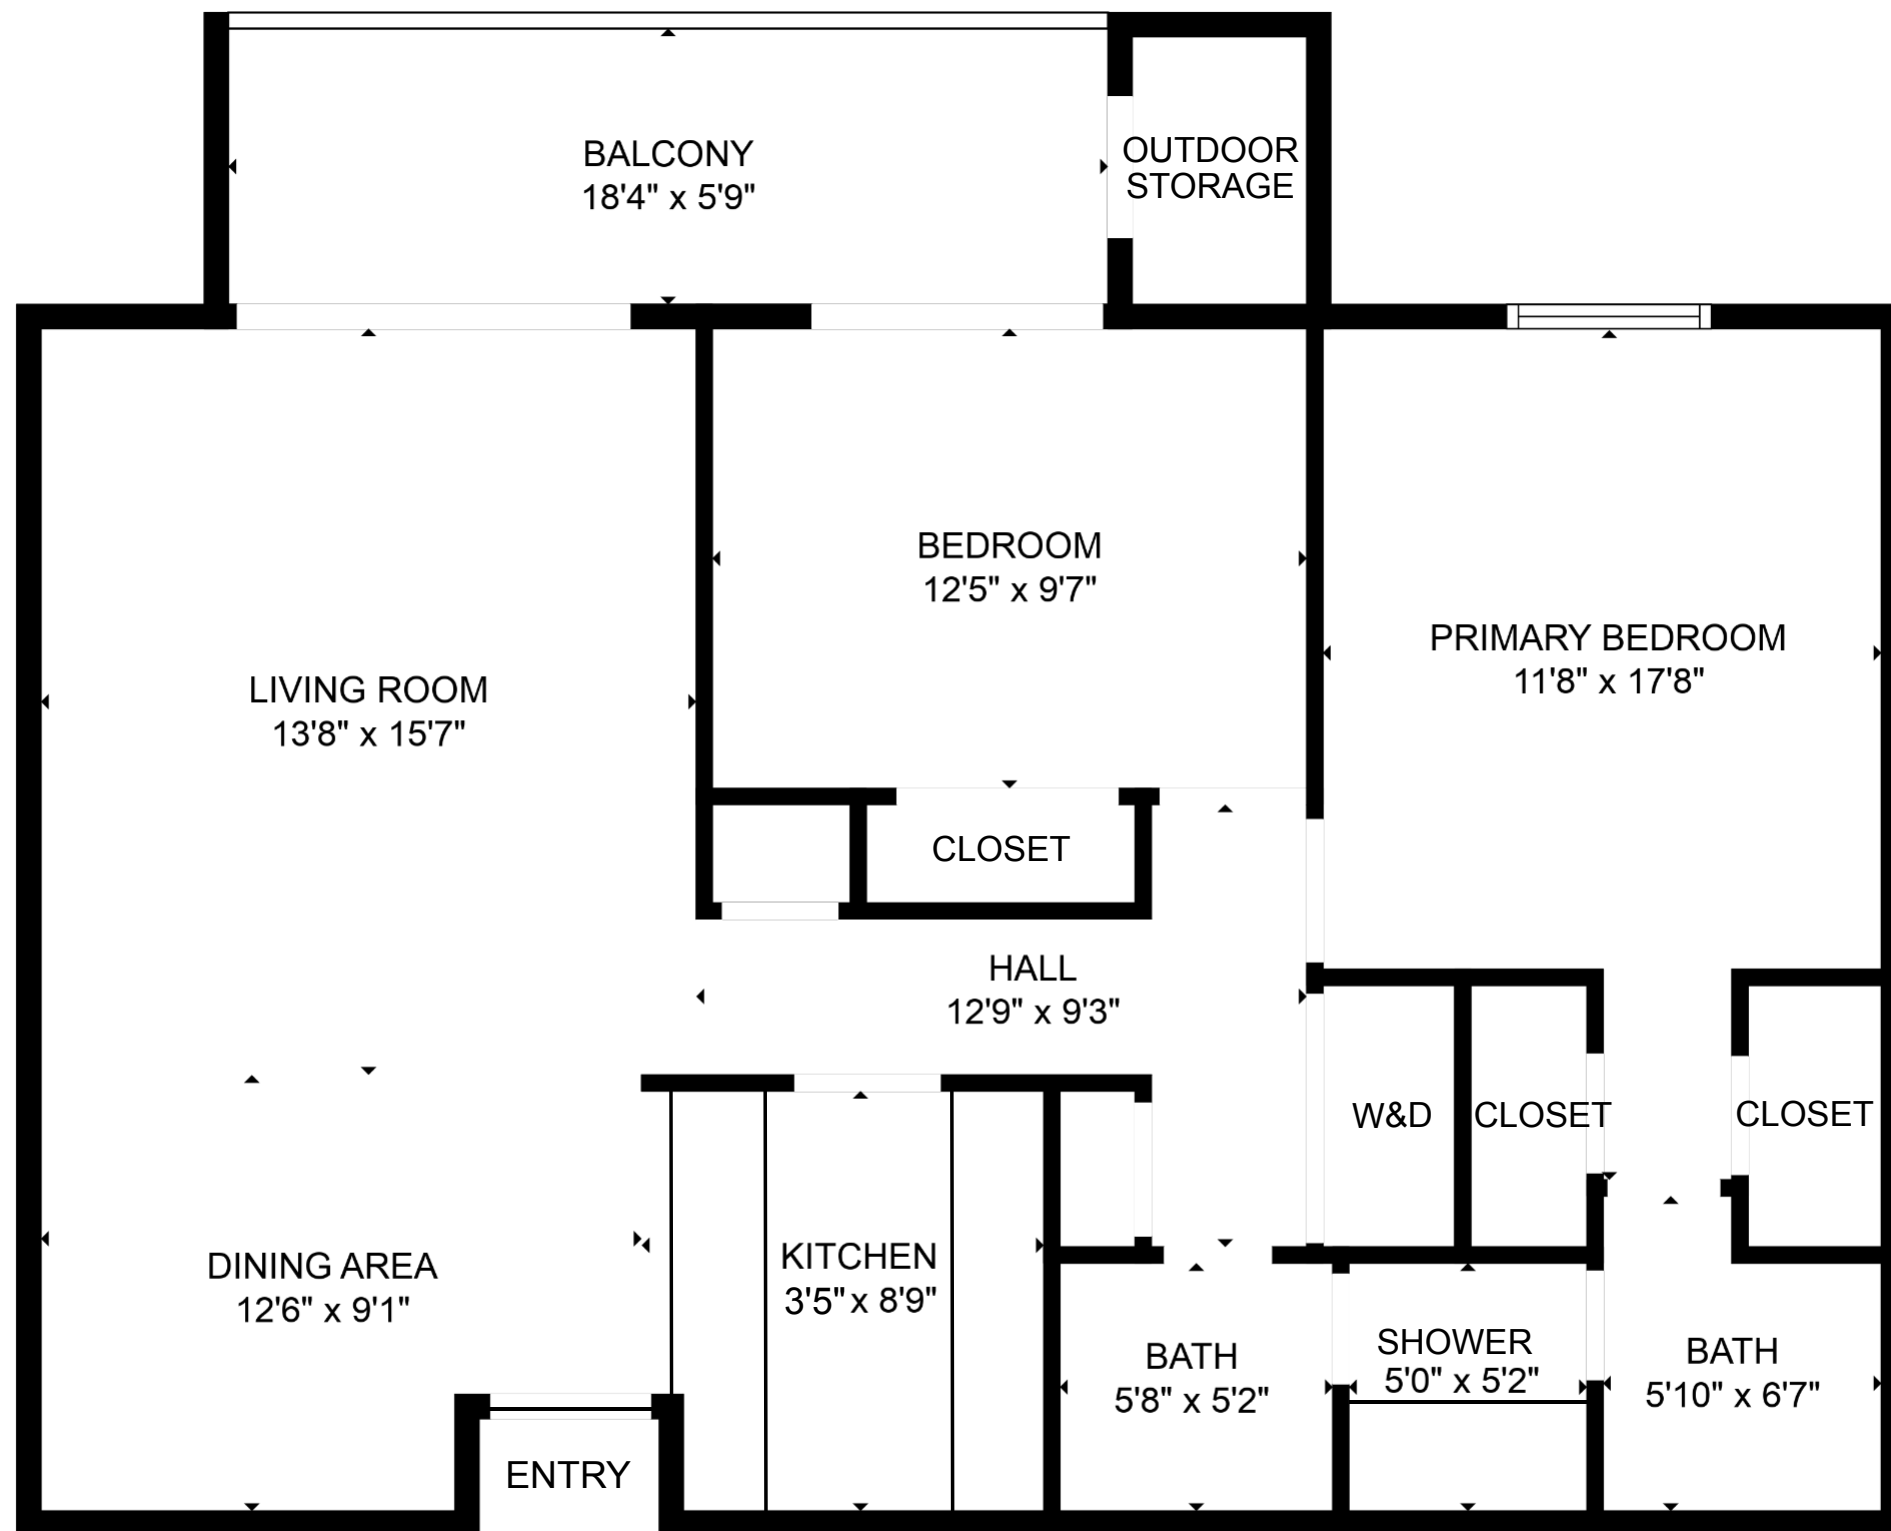 BALCONY
18'4" x 5'9"
OUTDOOR
STORAGE
BEDROOM
12'5" x 9'7"
PRIMARY BEDROOM
11'8" x 17'8"
LIVING ROOM
13'8" x 15'7"
CLOSET
HALL
12'9" x 9'3"
W&D
CLOSET
CLOSET
DINING AREA
12'6" x 9'1"
KITCHEN
3'5" x 8'9"
BATH
5'8" x 5'2"
SHOWER
5'0" x 5'2"
BATH
5'10" x 6'7"
ENTRY